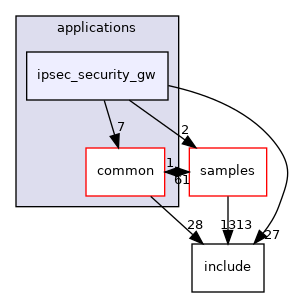 applications
ipsec_security_gw
7
2
common
1
61
samples
28
1313
27
include